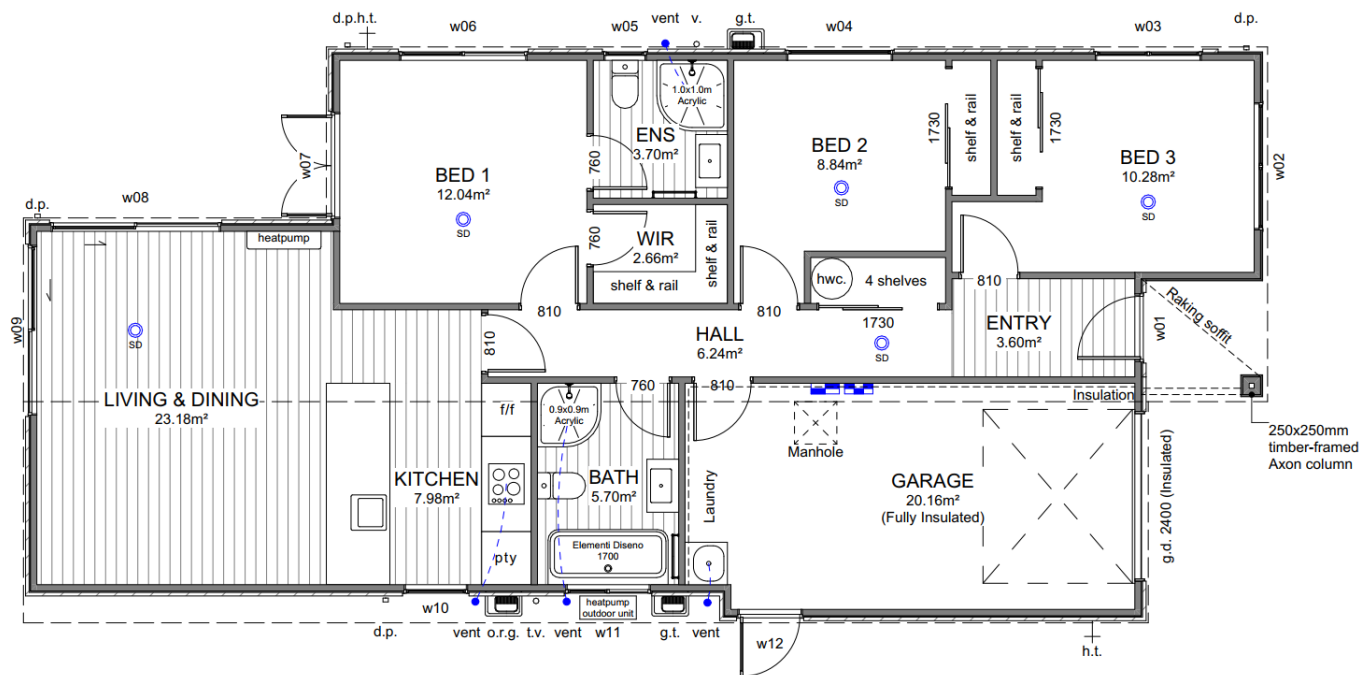 d.p.h.t.
w06
w05
vent
v.
g.t.
w04
w03
d.p.
1.0x1.0m
Acrylic
ENS
3.70m²
BED 1
12.04m²
SD
760
w07
BED 2
8.84m²
SD
1730
shelf & rail
shelf & rail
1730
BED 3
10.28m²
SD
w02
d.p.
w08
heatpump
WIR
2.66m²
760
shelf & rail
shelf & rail
hwc.
4 shelves
810
810
810
810
1730
HALL
6.24m²
SD
ENTRY
3.60m²
w01
Raking soffit
w09
SD
LIVING & DINING
23.18m²
f/f
KITCHEN
7.98m²
pty
760
810
0.9x0.9m
Acrylic
BATH
5.70m²
Elementi Diseno
1700
Laundry
Manhole
Insulation
GARAGE
20.16m²
(Fully Insulated)
g.d. 2400 (Insulated)
250x250mm
timber-framed
Axon column
d.p.
w10
vent
o.r.g.
t.v.
vent
heatpump
outdoor unit
w11
g.t.
vent
w12
h.t.